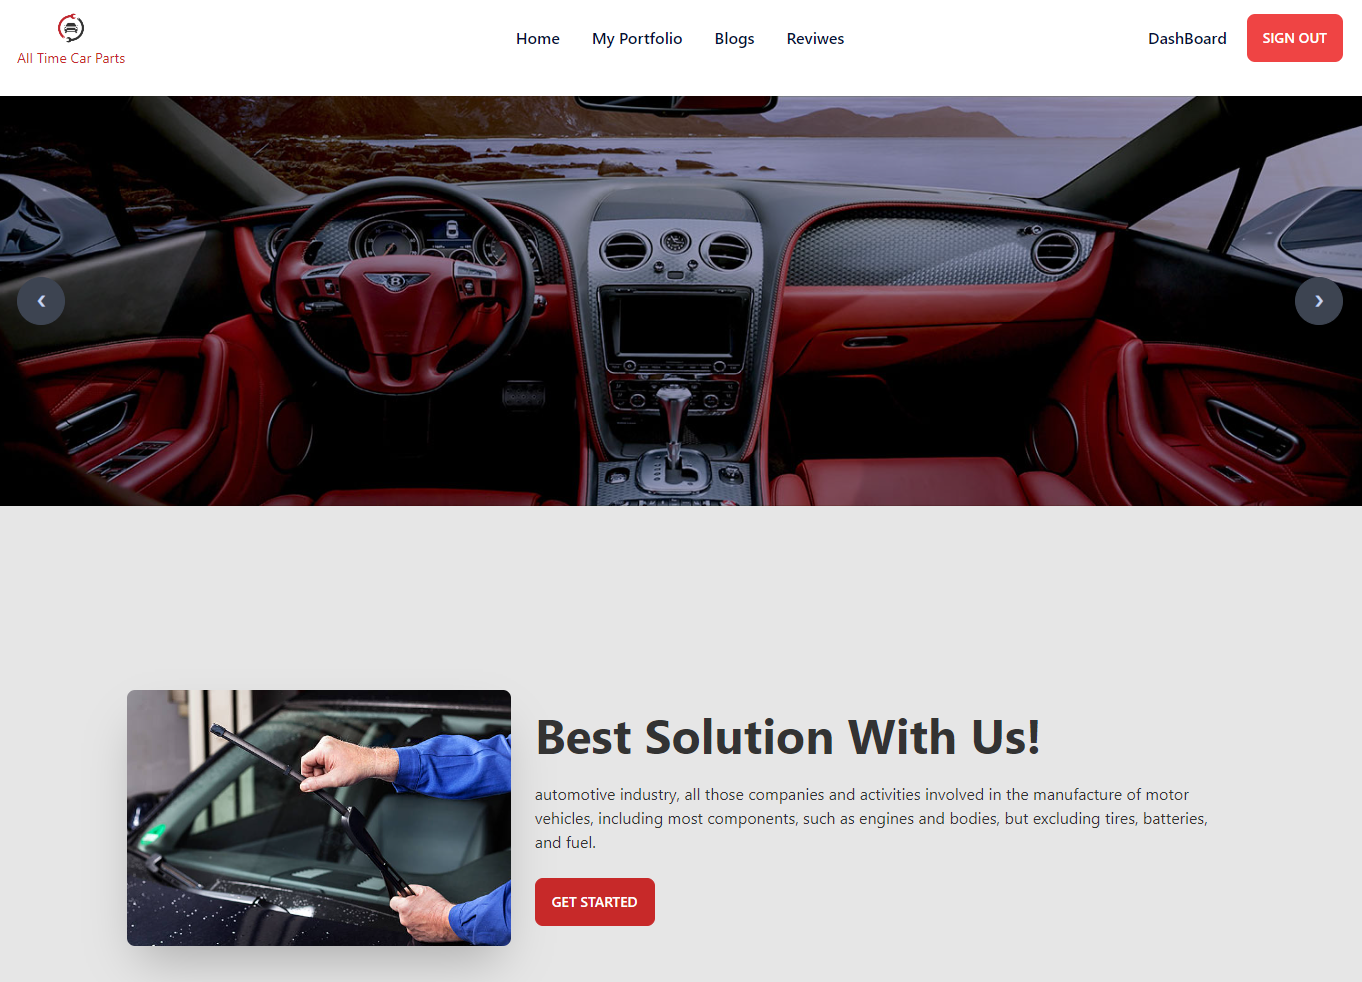 All Time Car Parts
Home My Portfolio Blogs Reviwes
DashBoard SIGN OUT
B
‹ ›
Best Solution With Us!
automotive industry, all those companies and activities involved in the manufacture of motor
vehicles, including most components, such as engines and bodies, but excluding tires, batteries,
and fuel.
GET STARTED